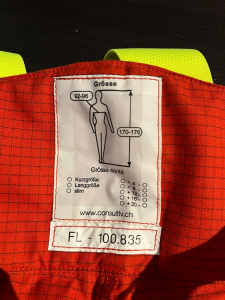 Grösse
92-96
170-176
Grösse 46/48
Kurzgröße
Langgröße
slim
www.consultiv.ch
FL - 100.835